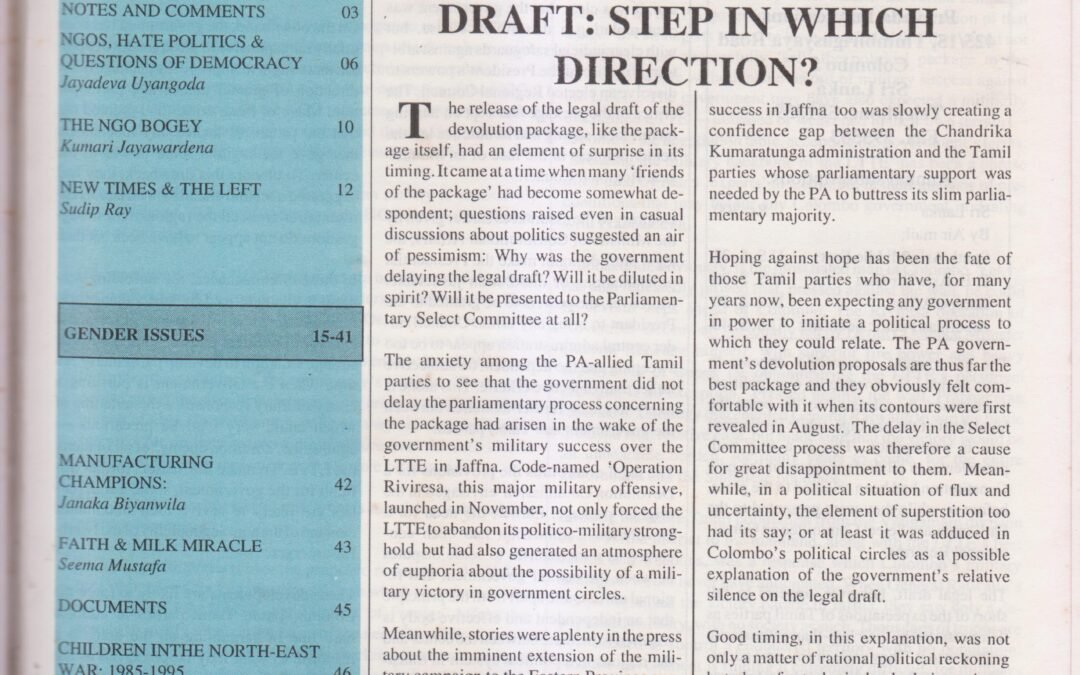 NOTES AND COMMENTS 03
NGOS, HATE POLITICS &
QUESTIONS OF DEMOCRACY 06
Jayadeva Uyangoda
THE NGO BOGEY 10
Kumari Jayawardena
NEW TIMES & THE LEFT 12
Sudip Ray
GENDER ISSUES 15-41
MANUFACTURING
CHAMPIONS: 42
Janaka Biyanwila
FAITH & MILK MIRACLE 43
Seema Mustafa
DOCUMENTS 45
CHILDREN INTHE NORTH-EAST
WAR: 1985-1995 46
DRAFT: STEP IN WHICH
DIRECTION?
The release of the legal draft of the
devolution package, like the pack-
age itself, had an element of surprise in its
timing. It came at a time when many ‘friends
of the package’ had become somewhat de-
spondent; questions raised even in casual
discussions about politics suggested an air
of pessimism: Why was the government
delaying the legal draft? Will it be diluted in
spirit? Will it be presented to the Parliamen-
tary Select Committee at all?
The anxiety among the PA-allied Tamil
parties to see that the government did not
delay the parliamentary process concerning
the package had arisen in the wake of the
government’s military success over the
LTTE in Jaffna. Code-named ‘Operation
Riviresa, this major military offensive,
launched in November, not only forced the
LTTE to abandon its politico-military strong-
hold but had also generated an atmosphere
of euphoria about the possibility of a mili-
tary victory in government circles.
Meanwhile, stories were aplenty in the press
about the imminent extension of the mili-
tary campaign to the Eastern Province
success in Jaffna too was slowly creating a
confidence gap between the Chandrika
Kumaratunga administration and the Tamil
parties whose parliamentary support was
needed by the PA to buttress its slim parlia-
mentary majority.
Hoping against hope has been the fate of
those Tamil parties who have, for many
years now, been expecting any government
in power to initiate a political process to
which they could relate. The PA govern-
ment’s devolution proposals are thus far the
best package and they obviously felt com-
fortable with it when its contours were first
revealed in August. The delay in the Select
Committee process was therefore a cause
for great disappointment to them. Mean-
while, in a political situation of flux and
uncertainty, the element of superstition too
had its say; or at least it was adduced in
Colombo’s political circles as a possible
explanation of the government’s relative
silence on the legal draft.
Good timing, in this explanation, was not
only a matter of rational political reckoning